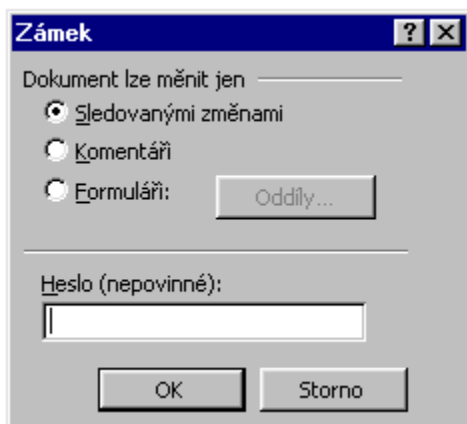 Zámek
Dokument lze měnit jen
Sledovanými změnami
Komentáři
Formuláři:
Oddíly...
Heslo (nepovinné):
OK
Storno